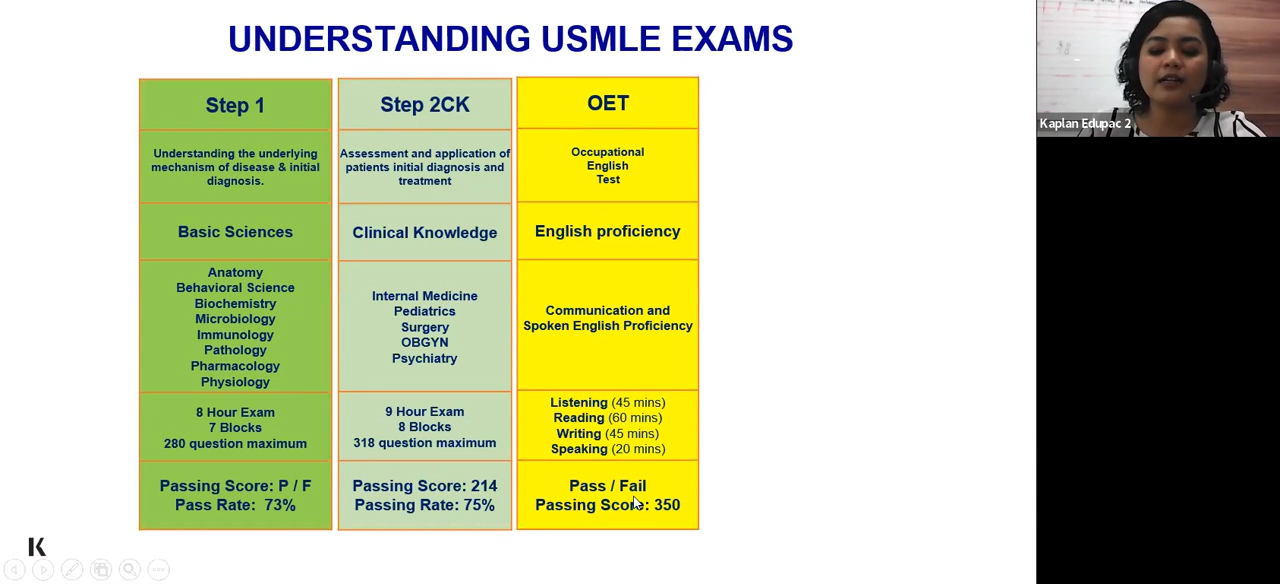 UNDERSTANDING USMLE EXAMS
Step 1
Understanding the underlying
mechanism of disease & initial
diagnosis.
Basic Sciences
Anatomy
Behavioral Science
Biochemistry
Microbiology
Immunology
Pathology
Pharmacology
Physiology
8 Hour Exam
7 Blocks
280 question maximum
Passing Score: P / F
Pass Rate: 73%
Step 2CK
Assessment and application of
patients initial diagnosis and
treatment
Clinical Knowledge
Internal Medicine
Pediatrics
Surgery
OBGYN
Psychiatry
9 Hour Exam
8 Blocks
318 question maximum
Passing Score: 214
Passing Rate: 75%
OET
Occupational
English
Test
English proficiency
Communication and
Spoken English Proficiency
Listening (45 mins)
Reading (60 mins)
Writing (45 mins)
Speaking (20 mins)
Pass / Fail
Passing Score: 350
K
Kaplan Edupac 2